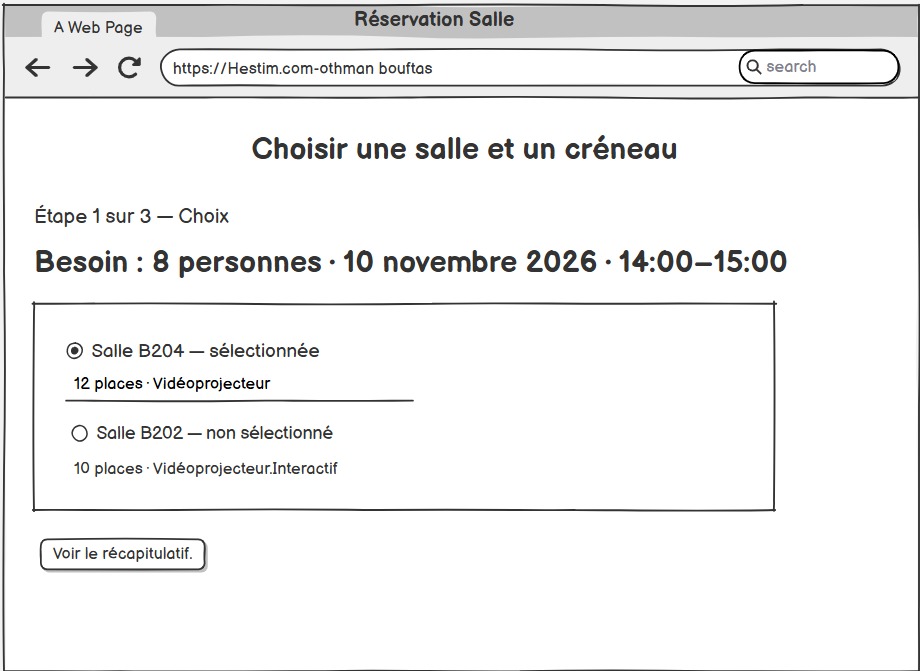 Réservation Salle
A Web Page
https://Hestim.com-othman bouftas
search
Choisir une salle et un créneau
Étape 1 sur 3 — Choix
Besoin : 8 personnes · 10 novembre 2026 · 14:00–15:00
Salle B204 — sélectionnée
12 places · Vidéoprojecteur
Salle B202 — non sélectionné
10 places · Vidéoprojecteur.Interactif
Voir le récapitulatif.